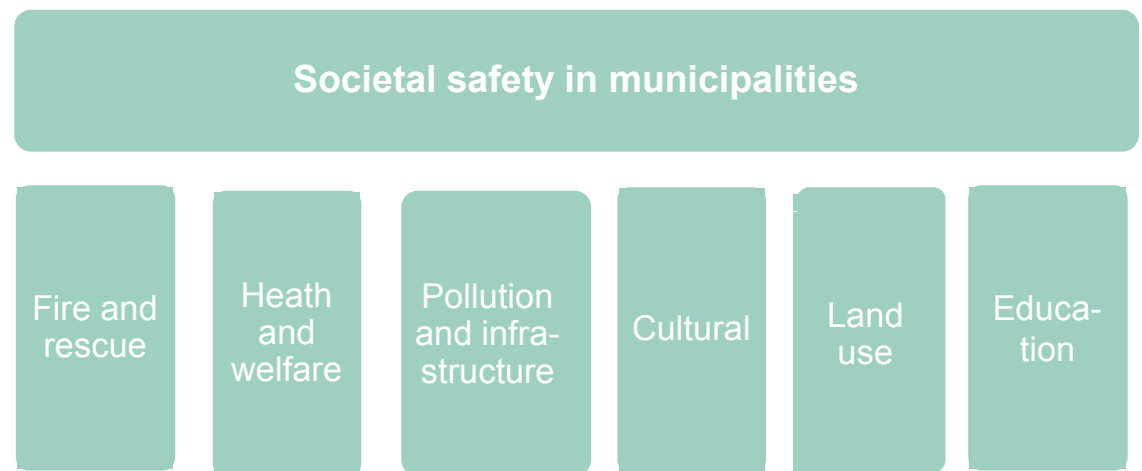 Societal safety in municipalities
Fire and
rescue
Heath
and
welfare
Pollution
and infra-
structure
Cultural
Land
use
Educa-
tion